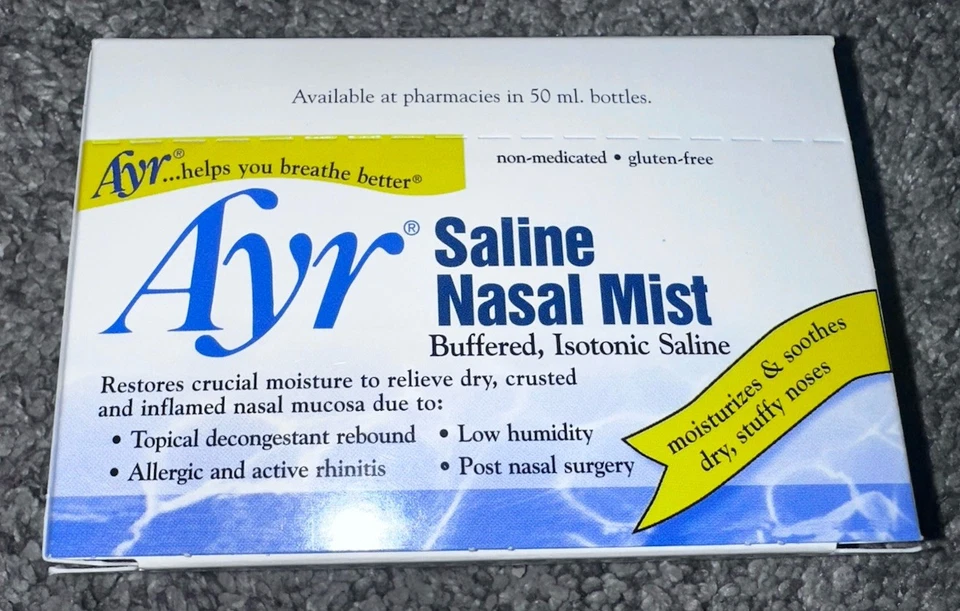 Available at pharmacies in 50 ml. bottles.
Ayr®...helps you breathe better®
non-medicated • gluten-free
Ayr®
Saline
Nasal Mist
Buffered, Isotonic Saline
Restores crucial moisture to relieve dry, crusted
and inflamed nasal mucosa due to:
• Topical decongestant rebound
• Low humidity
• Allergic and active rhinitis
• Post nasal surgery
moisturizes & soothes
dry, stuffy noses